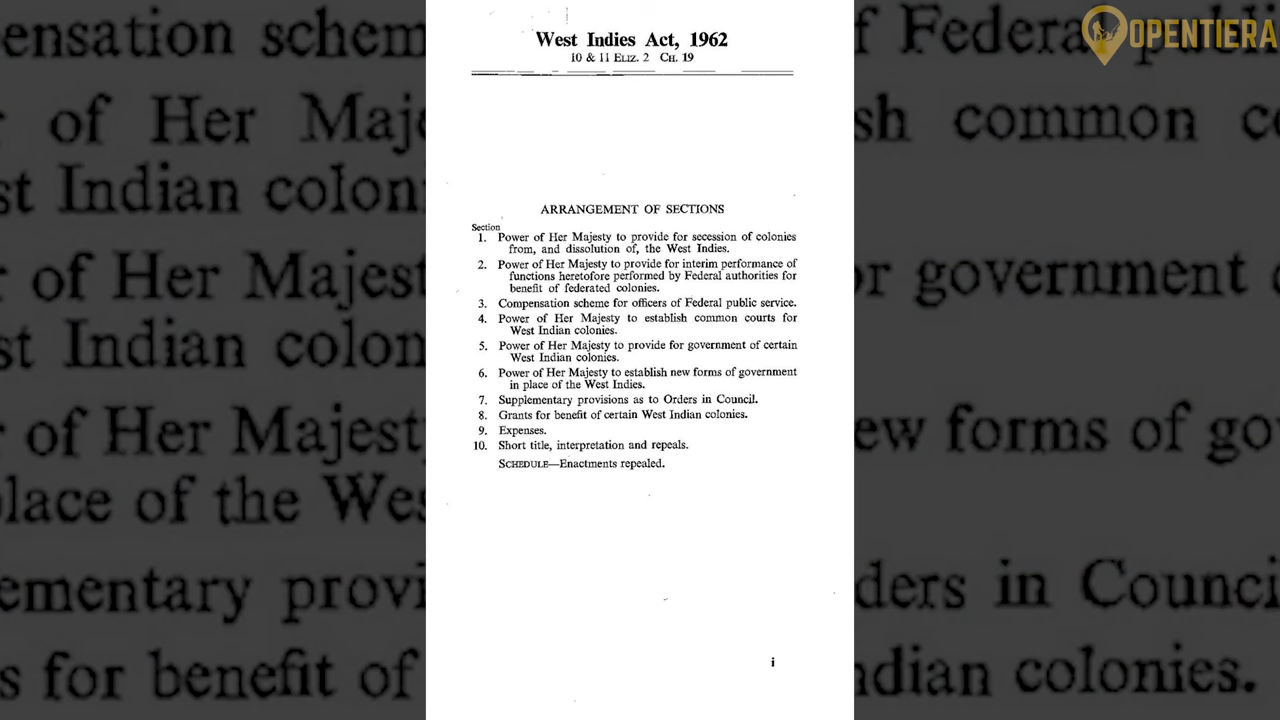 West Indies Act, 1962
10 & 11 ELIZ. 2 CH. 19
ARRANGEMENT OF SECTIONS
Section
1. Power of Her Majesty to provide for secession of colonies
from, and dissolution of, the West Indies.
2. Power of Her Majesty to provide for interim performance of
functions heretofore performed by Federal authorities for
benefit of federated colonies.
3. Compensation scheme for officers of Federal public service.
4. Power of Her Majesty to establish common courts for
West Indian colonies.
5. Power of Her Majesty to provide for government of certain
West Indian colonies.
6. Power of Her Majesty to establish new forms of government
in place of the West Indies.
7. Supplementary provisions as to Orders in Council.
8. Grants for benefit of certain West Indian colonies.
9. Expenses.
10. Short title, interpretation and repeals.
SCHEDULE—Enactments repealed.
i
OPENTIERA